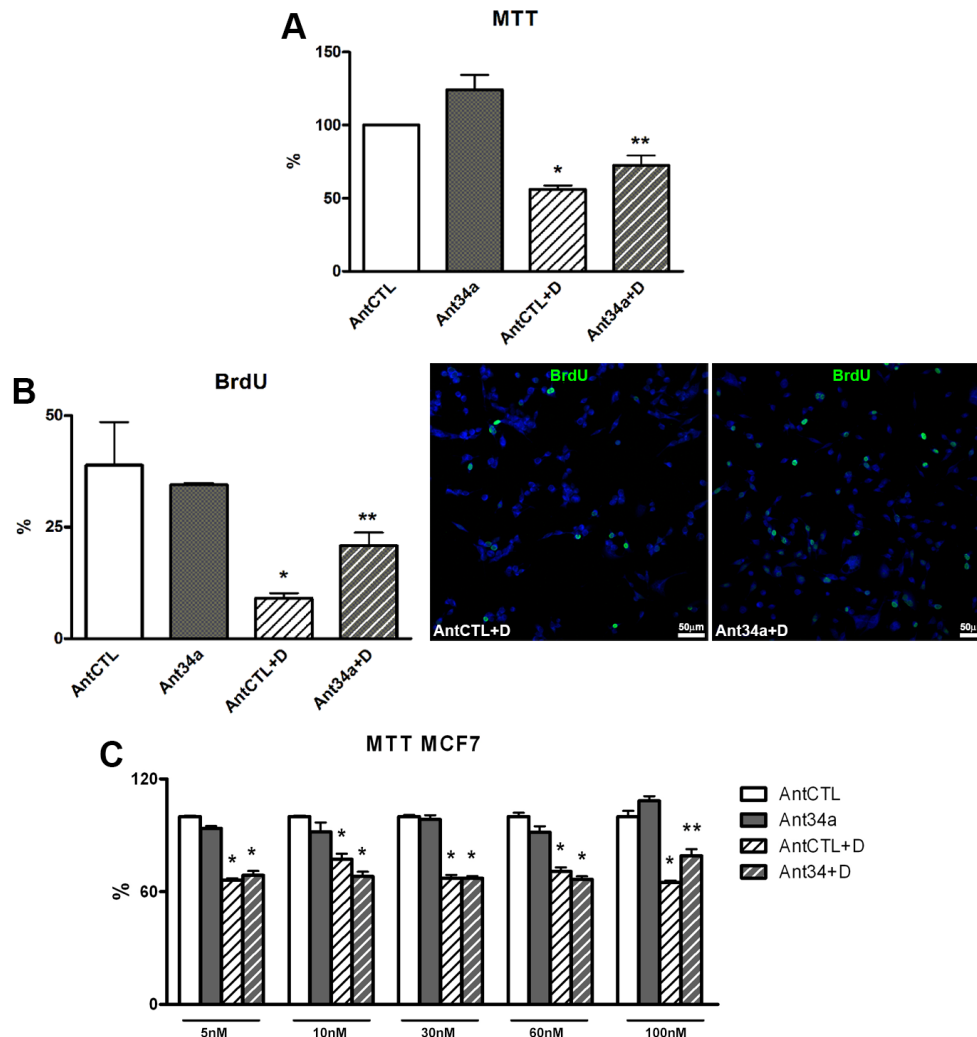 A
MTT
150
100
50
0
%
*
**
AntCTL
Ant34a
AntCTL+D
Ant34a+D
B
BrdU
50
25
0
%
*
**
AntCTL
Ant34a
AntCTL+D
Ant34a+D
BrdU
AntCTL+D
50µm
BrdU
Ant34a+D
50µ
C
MTT MCF7
120
60
0
%
* *
* *
* *
* *
* **
5nM 10nM 30nM 60nM 100nM
AntCTL
Ant34a
AntCTL+D
Ant34+D